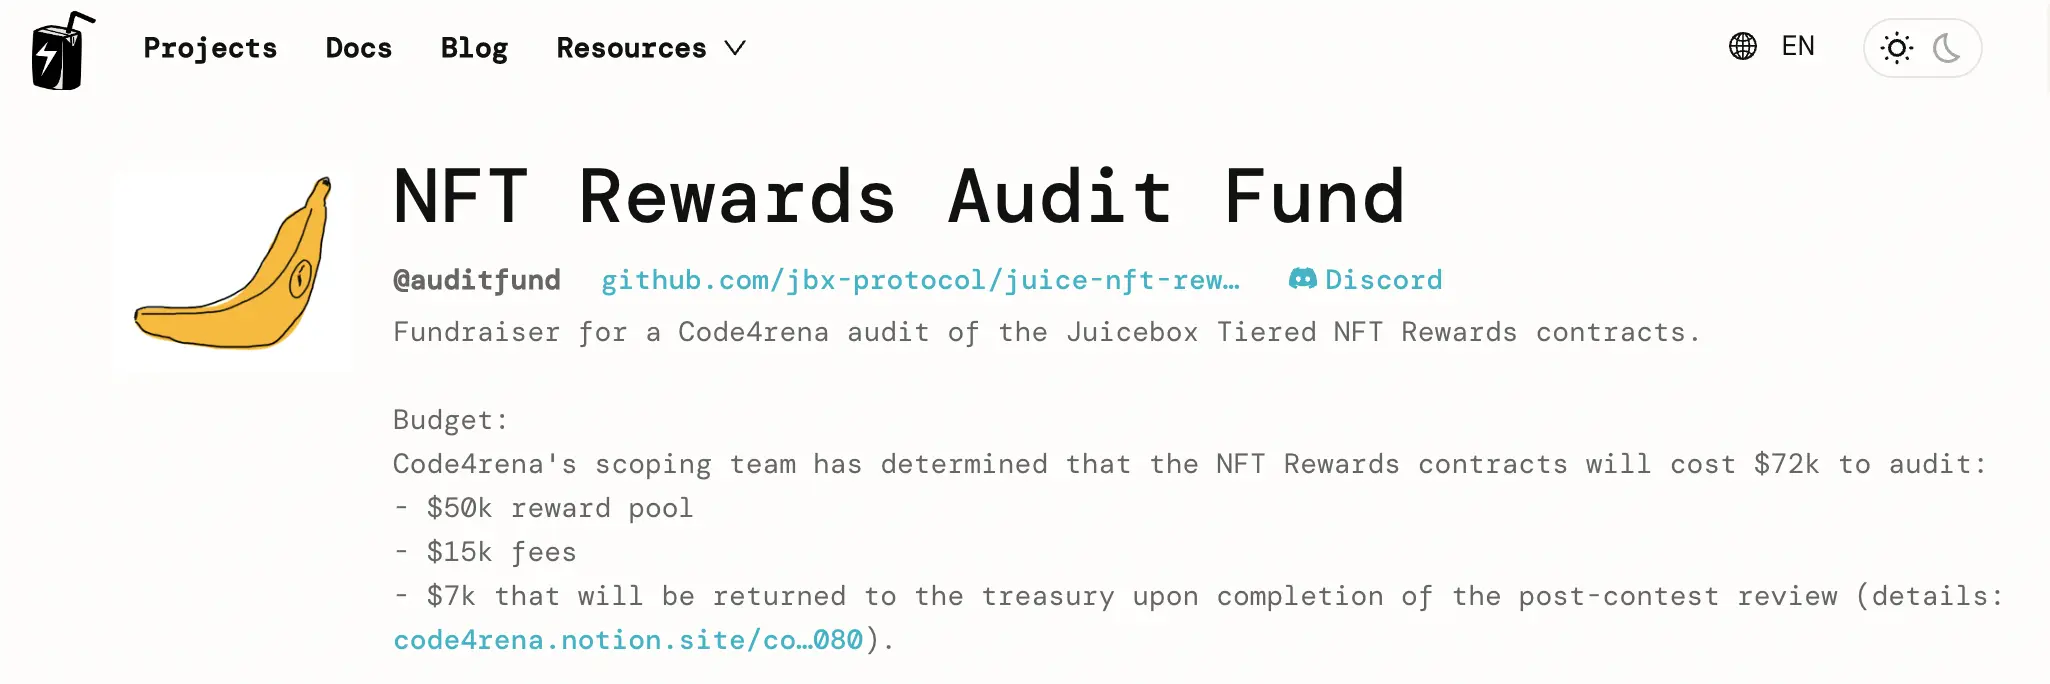 Projects Docs Blog Resources EN
NFT Rewards Audit Fund
@auditfund github.com/jbx-protocol/juice-nft-rew… Discord
Fundraiser for a Code4rena audit of the Juicebox Tiered NFT Rewards contracts.
Budget:
Code4rena's scoping team has determined that the NFT Rewards contracts will cost $72k to audit:
- $50k reward pool
- $15k fees
- $7k that will be returned to the treasury upon completion of the post-contest review (details:
code4rena.notion.site/co…080).